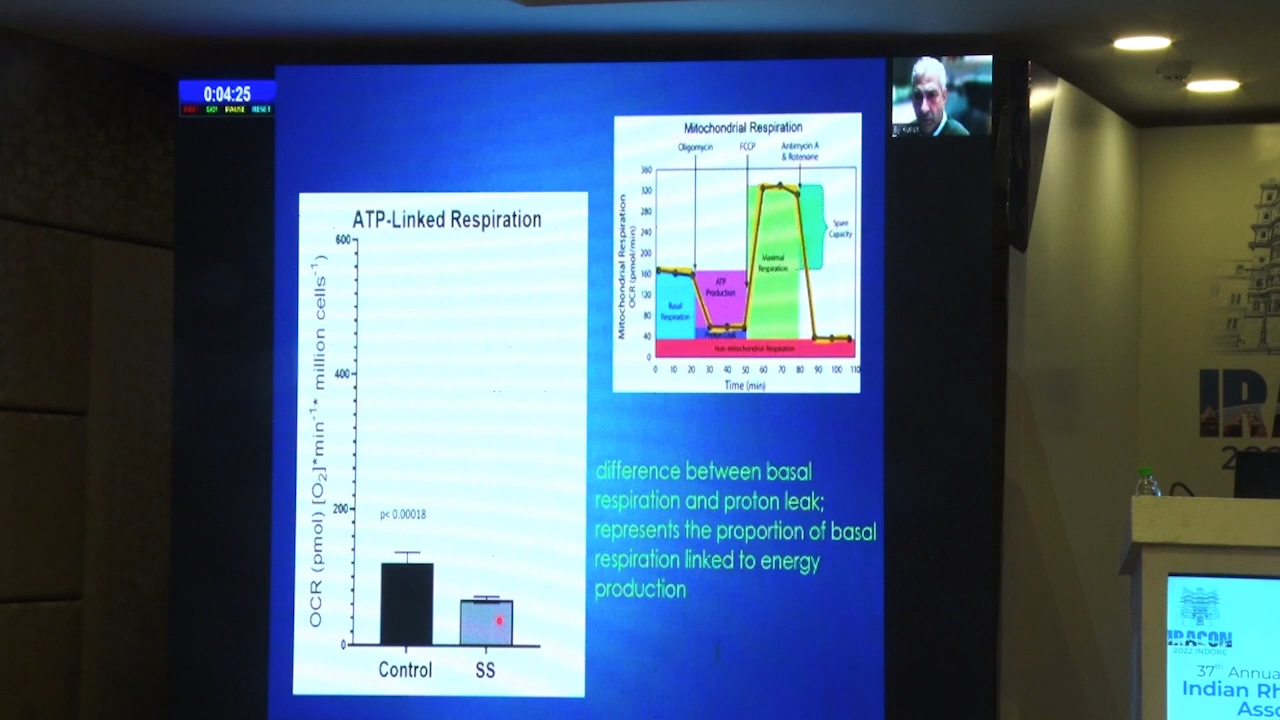 0:04:25
PAUSE
RESET
ATP-Linked Respiration
OCR (pmol) [O₂]*min⁻¹* million cells⁻¹)
600
400
200
0
p< 0.00018
Control
SS
Mitochondrial Respiration
Oligomycin
FCCP
Antimycin A
& Rotenone
Mitochondrial Respiration
OCR (pmol/min)
360
320
280
240
200
160
120
80
40
0
Basal
Respiration
ATP
Production
Maximal
Respiration
Spare
Capacity
Non-mitochondrial Respiration
0 10 20 30 40 50 60 70 80 90 100 110
Time (min)
difference between basal
respiration and proton leak;
represents the proportion of basal
respiration linked to energy
production
IRACON
2022 INDORE
37th Annua
Indian Rh
Asso